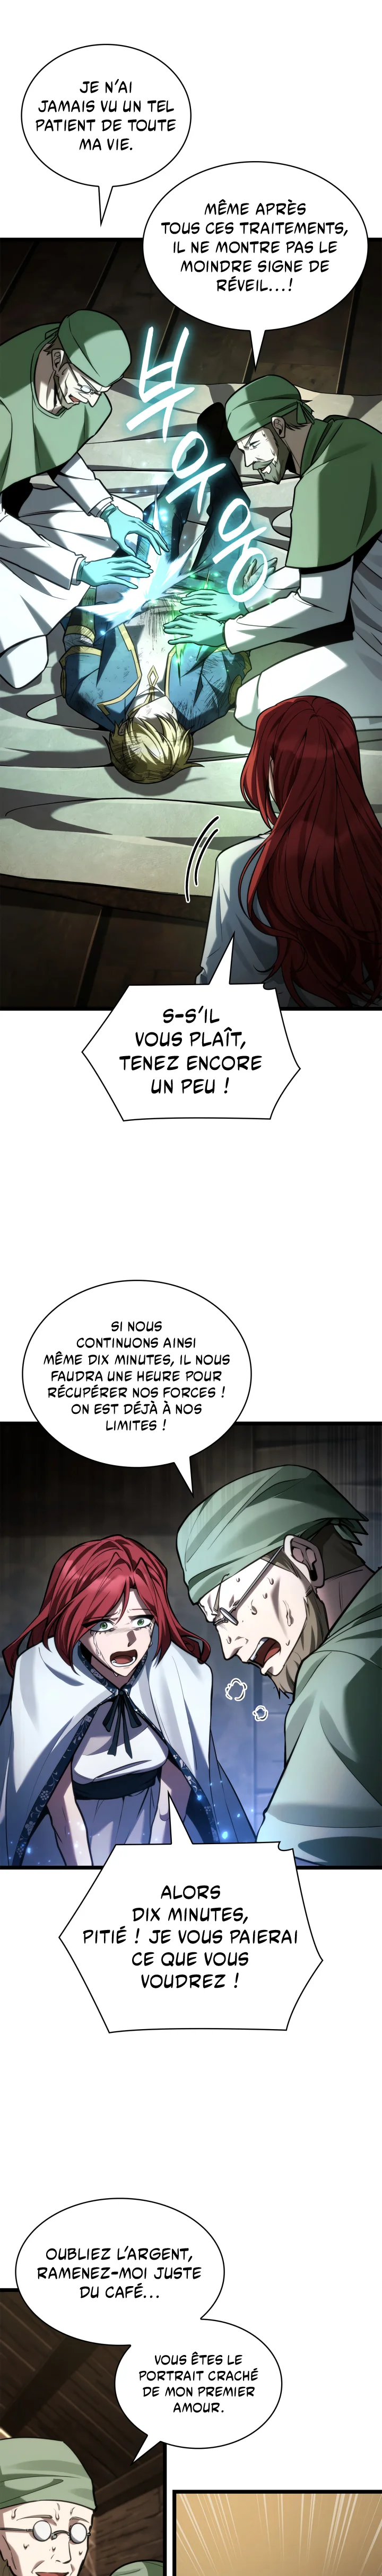 JE N'AI
JAMAIS VU UN TEL
PATIENT DE TOUTE
MA VIE.
MÊME APRÈS
TOUS CES TRAITEMENTS,
IL NE MONTRE PAS LE
MOINDRE SIGNE DE
RÉVEIL...!
부우웅
S-S'IL
VOUS PLAÎT,
TENEZ ENCORE
UN PEU !
SI NOUS
CONTINUONS AINSI
MÊME DIX MINUTES, IL NOUS
FAUDRA UNE HEURE POUR
RÉCUPÉRER NOS FORCES !
ON EST DÉJÀ À NOS
LIMITES !
ALORS
DIX MINUTES,
PITIÉ ! JE VOUS PAIERAI
CE QUE VOUS
VOUDREZ !
OUBLIEZ L'ARGENT,
RAMENEZ-MOI JUSTE
DU CAFÉ...
VOUS ÊTES LE
PORTRAIT CRACHÉ
DE MON PREMIER
AMOUR.